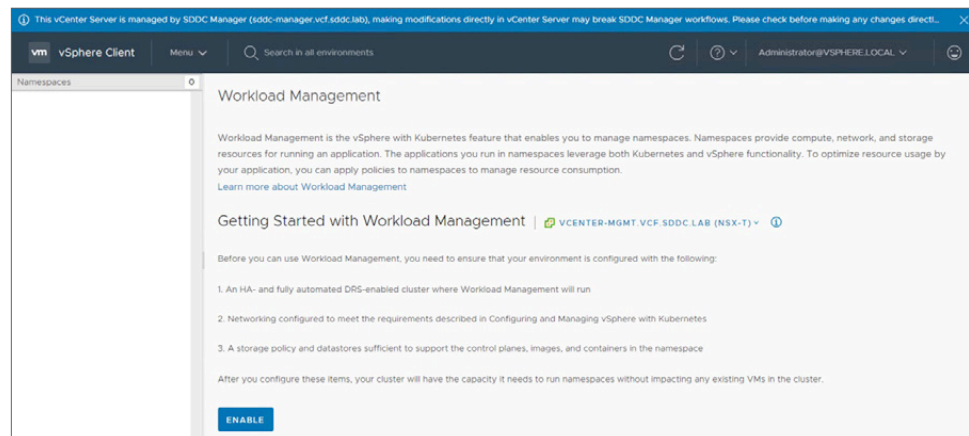 This vCenter Server is managed by SDDC Manager (sddc-manager.vcf.sddc.lab), making modifications directly in vCenter Server may break SDDC Manager workflows. Please check before making any changes directl...
vm vSphere Client Menu Search in all environments Administrator@VSPHERE.LOCAL
Namespaces 0
Workload Management
Workload Management is the vSphere with Kubernetes feature that enables you to manage namespaces. Namespaces provide compute, network, and storage
resources for running an application. The applications you run in namespaces leverage both Kubernetes and vSphere functionality. To optimize resource usage by
your application, you can apply policies to namespaces to manage resource consumption.
Learn more about Workload Management
Getting Started with Workload Management | VCENTER-MGMT.VCF.SDDC.LAB (NSX-T)
Before you can use Workload Management, you need to ensure that your environment is configured with the following:
1. An HA- and fully automated DRS-enabled cluster where Workload Management will run
2. Networking configured to meet the requirements described in Configuring and Managing vSphere with Kubernetes
3. A storage policy and datastores sufficient to support the control planes, images, and containers in the namespace
After you configure these items, your cluster will have the capacity it needs to run namespaces without impacting any existing VMs in the cluster.
ENABLE